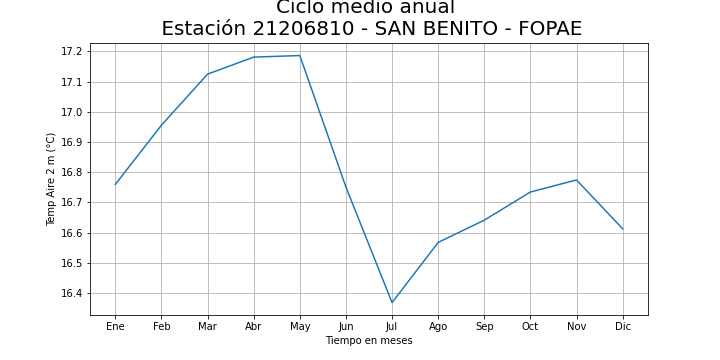 Ciclo medio anual
Estación 21206810 - SAN BENITO - FOPAE
17.2
17.1
17.0
16.9
16.8
16.7
16.6
16.5
16.4
Temp Aire 2 m (°C)
Ene Feb Mar Abr May Jun Jul Ago Sep Oct Nov Dic
Tiempo en meses